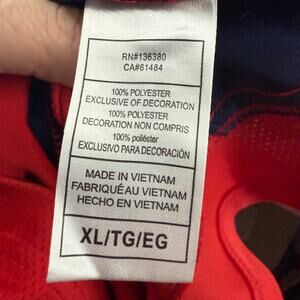 RN#136380
CA#61484
100% POLYESTER
EXCLUSIVE OF DECORATION
100% POLYESTER
DECORATION NON COMPRIS
100% poliéster
EXCLUSIVO PARA DECORACIÓN
MADE IN VIETNAM
FABRIQUÉ AU VIETNAM
HECHO EN VIETNAM
XL/TG/EG